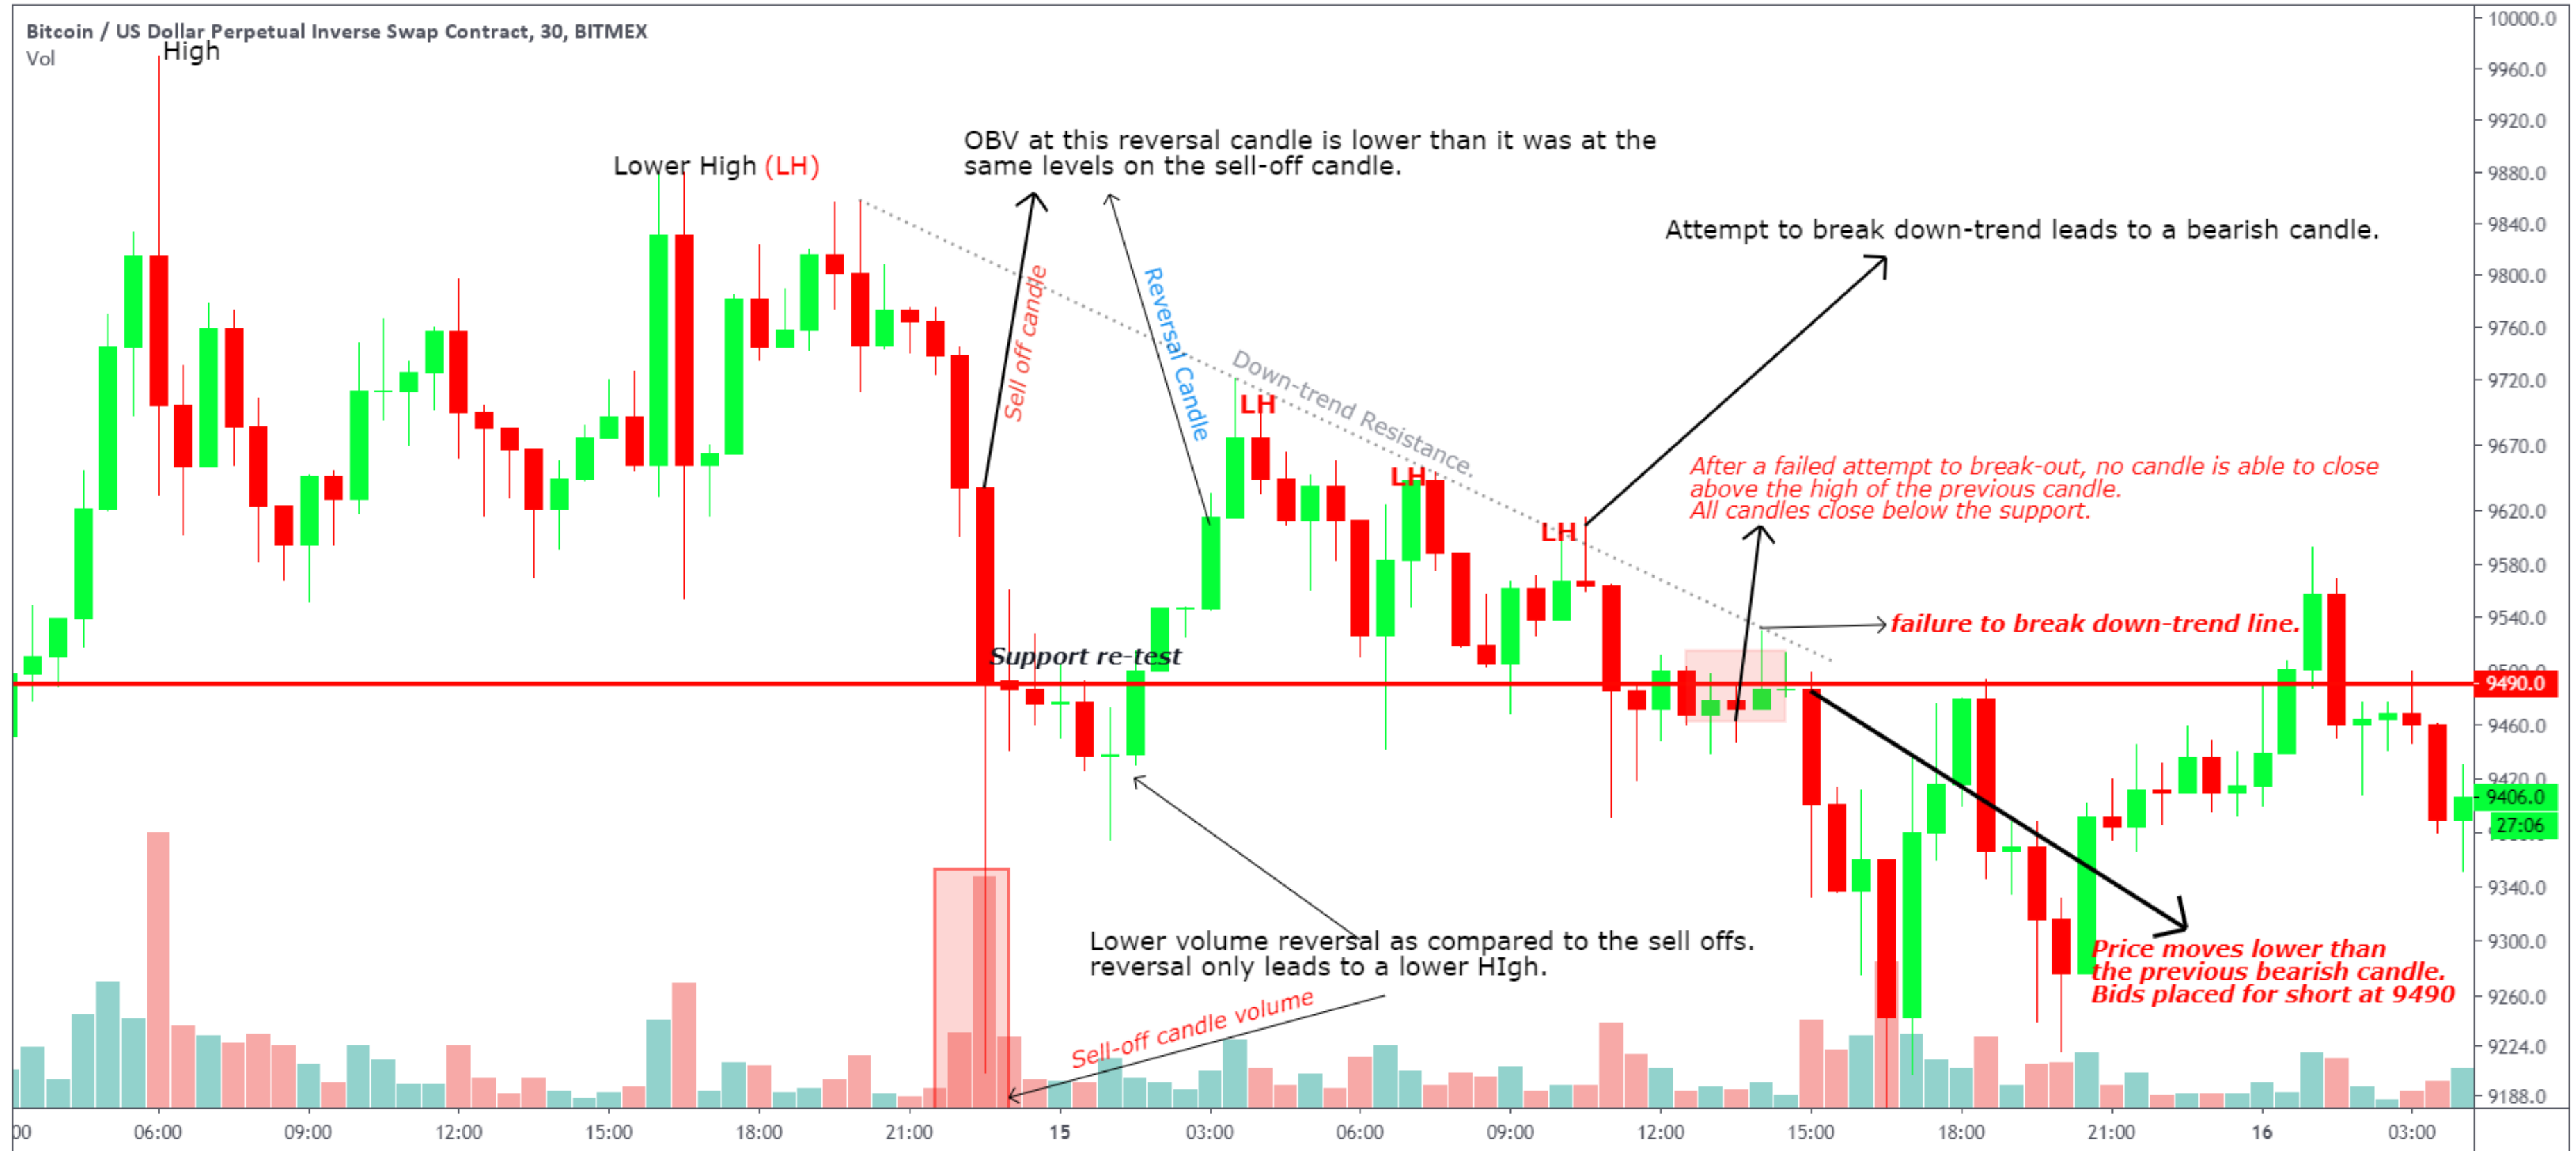 Bitcoin / US Dollar Perpetual Inverse Swap Contract, 30, BITMEX
Vol
High
Lower High (LH)
OBV at this reversal candle is lower than it was at the
same levels on the sell-off candle.
Sell off candle
Reversal Candle
Down-trend Resistance.
LH
LH
LH
Attempt to break down-trend leads to a bearish candle.
After a failed attempt to break-out, no candle is able to close
above the high of the previous candle.
All candles close below the support.
failure to break down-trend line.
Support re-test
Lower volume reversal as compared to the sell offs.
reversal only leads to a lower HIgh.
Sell-off candle volume
Price moves lower than
the previous bearish candle.
Bids placed for short at 9490
10000.0
9960.0
9920.0
9880.0
9840.0
9800.0
9760.0
9720.0
9670.0
9620.0
9580.0
9540.0
9490.0
9460.0
9420.0
9406.0
27:06
9340.0
9300.0
9260.0
9224.0
9188.0
06:00
09:00
12:00
15:00
18:00
21:00
15
03:00
06:00
09:00
12:00
15:00
18:00
21:00
16
03:00